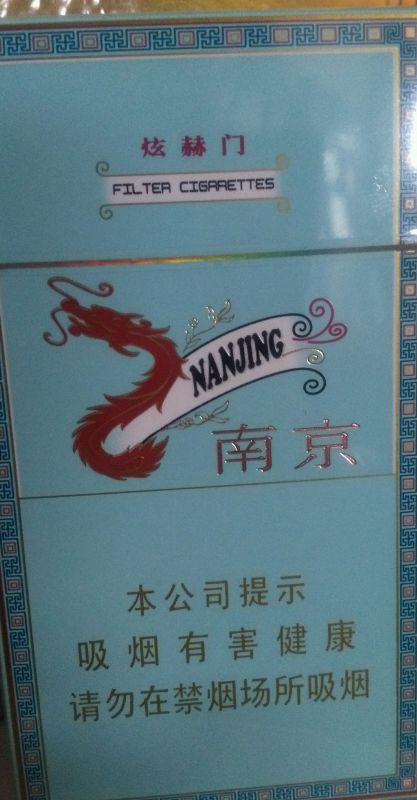 炫赫门
FILTER CIGARETTES
NANJING
南京
本公司提示
吸烟有害健康
请勿在禁烟场所吸烟